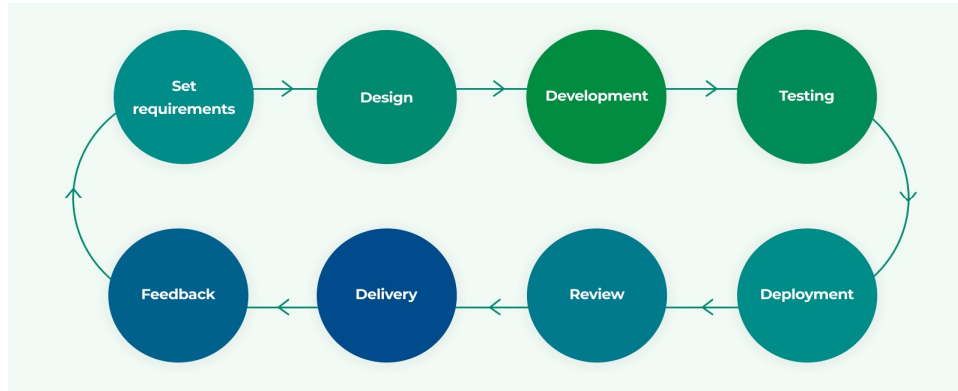 Set
requirements
Design
Development
Testing
Feedback
Delivery
Review
Deployment